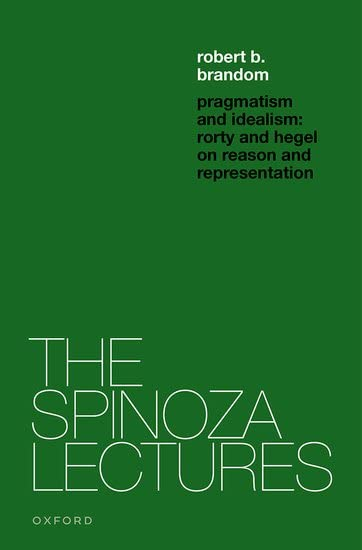 robert b.
brandom
pragmatism
and idealism:
rorty and hegel
on reason and
representation
THE
SPINOZA
LECTURES
OXFORD